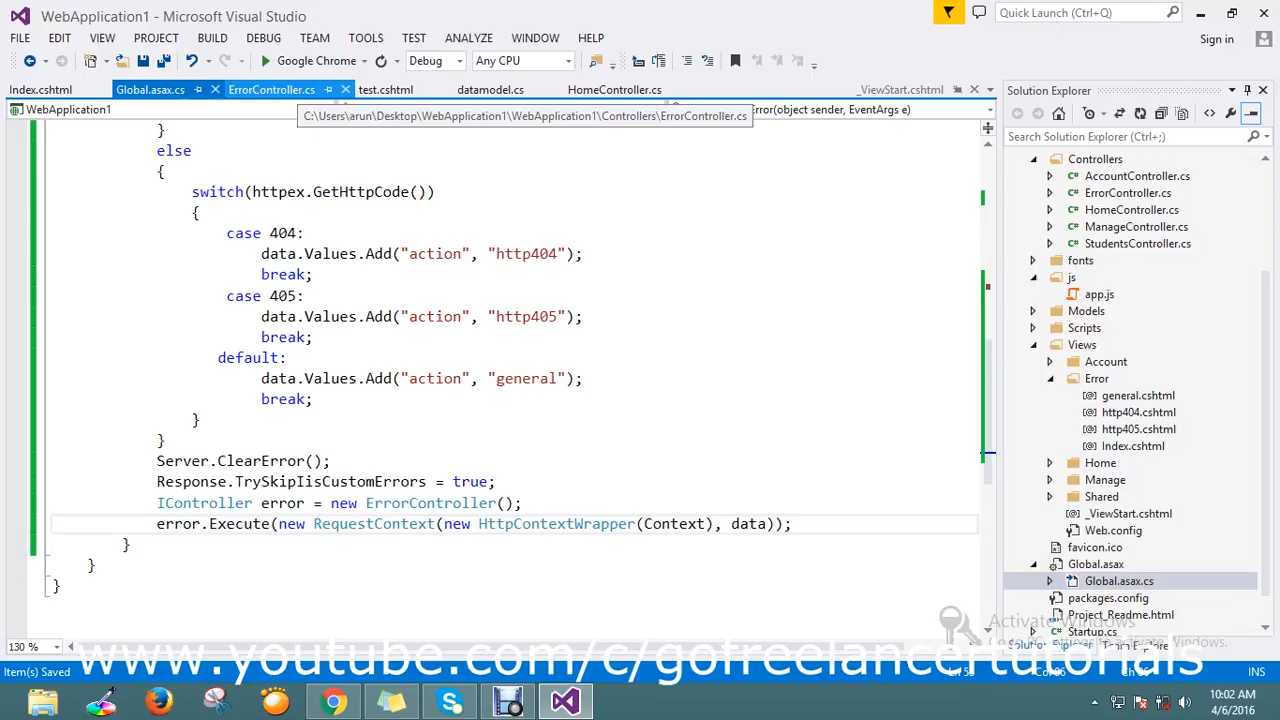 WebApplication1 - Microsoft Visual Studio
Quick Launch (Ctrl+Q)
FILE EDIT VIEW PROJECT BUILD DEBUG TEAM TOOLS TEST ANALYZE WINDOW HELP
Sign in
Google Chrome Debug Any CPU
Index.cshtml Global.asax.cs ErrorController.cs test.cshtml datamodel.cs HomeController.cs _ViewStart.cshtml
Solution Explorer
WebApplication1
C:\Users\arun\Desktop\WebApplication1\WebApplication1\Controllers\ErrorController.cs
Error(object sender, EventArgs e)
Search Solution Explorer (Ctrl+;)
}
else
{
switch(httpex.GetHttpCode())
{
case 404:
data.Values.Add("action", "http404");
break;
case 405:
data.Values.Add("action", "http405");
break;
default:
data.Values.Add("action", "general");
break;
}
}
Server.ClearError();
Response.TrySkipIisCustomErrors = true;
IController error = new ErrorController();
error.Execute(new RequestContext(new HttpContextWrapper(Context), data));
}
}
}
Controllers
AccountController.cs
ErrorController.cs
HomeController.cs
ManageController.cs
StudentsController.cs
fonts
js
app.js
Models
Scripts
Views
Account
Error
general.cshtml
http404.cshtml
http405.cshtml
Index.cshtml
Home
Manage
Shared
_ViewStart.cshtml
Web.config
favicon.ico
Global.asax
Global.asax.cs
packages.config
Project_Readme.html
Startup.cs
Activate Windows
130 %
www.youtube.com/c/gofreelancertutorials
Item(s) Saved
INS
10:02 AM
4/6/2016